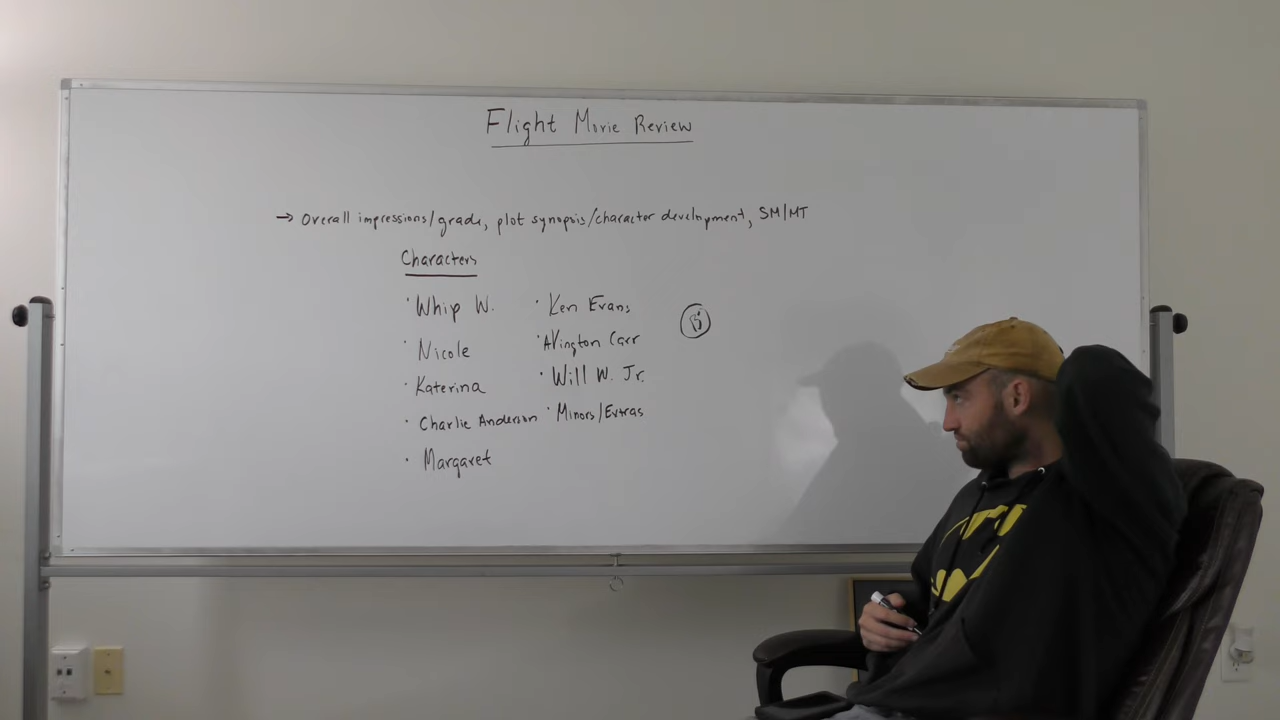 Flight Movie Review
→ Overall impressions/grade, plot synopsis/character development, SM/MT
Characters
· Whip W.
· Nicole
· Katerina
· Charlie Anderson
· Margaret
· Ken Evans
· Avington Carr
· Will W. Jr.
· Minors/Extras